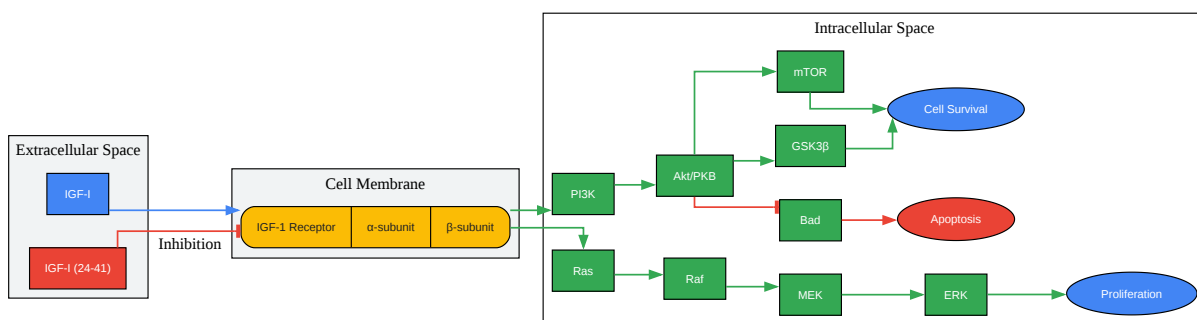 Extracellular Space
IGF-I
IGF-I (24-41)
Inhibition
Cell Membrane
IGF-1 Receptor
α-subunit
β-subunit
Intracellular Space
mTOR
Cell Survival
GSK3β
PI3K
Akt/PKB
Bad
Apoptosis
Ras
Raf
MEK
ERK
Proliferation